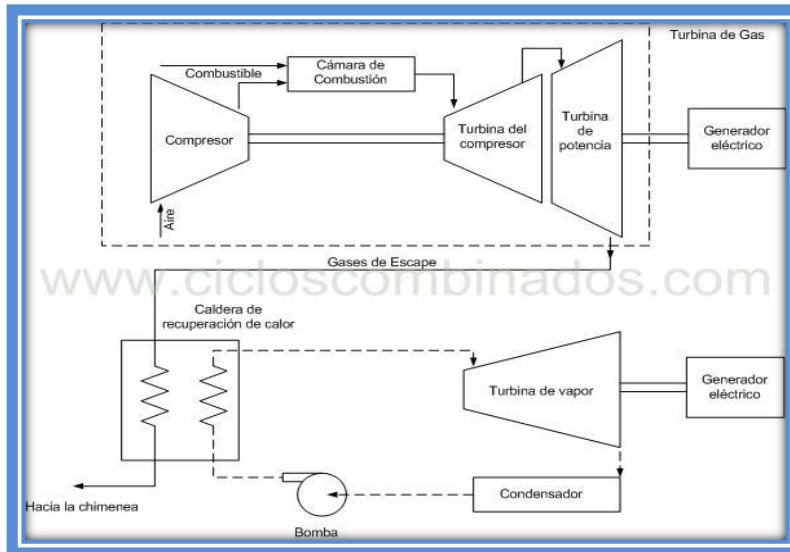 Turbina de Gas
Combustible
Cámara de
Combustión
Compresor
Turbina del
compresor
Turbina
de
potencia
Generador
eléctrico
Aire
Gases de Escape
www.cicloscombinados.com
Caldera de
recuperación de calor
Turbina de vapor
Generador
eléctrico
Condensador
Hacia la chimenea
Bomba